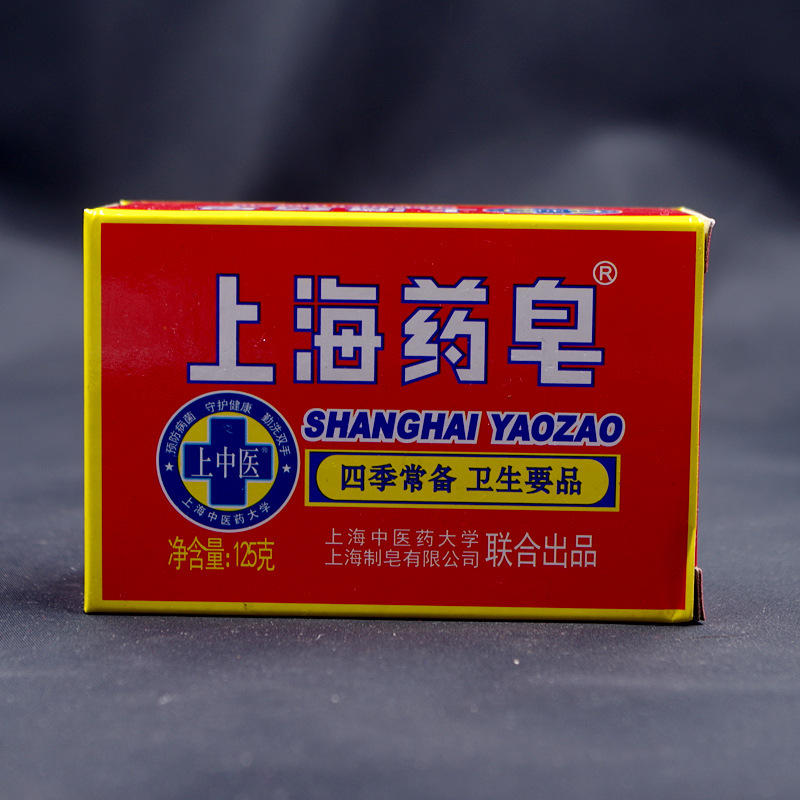 上海药皂®
SHANGHAI YAOZAO
预防病菌 守护健康 勤洗双手
上中医
上海中医药大学
四季常备 卫生要品
净含量:125克
上海中医药大学
上海制皂有限公司
联合出品